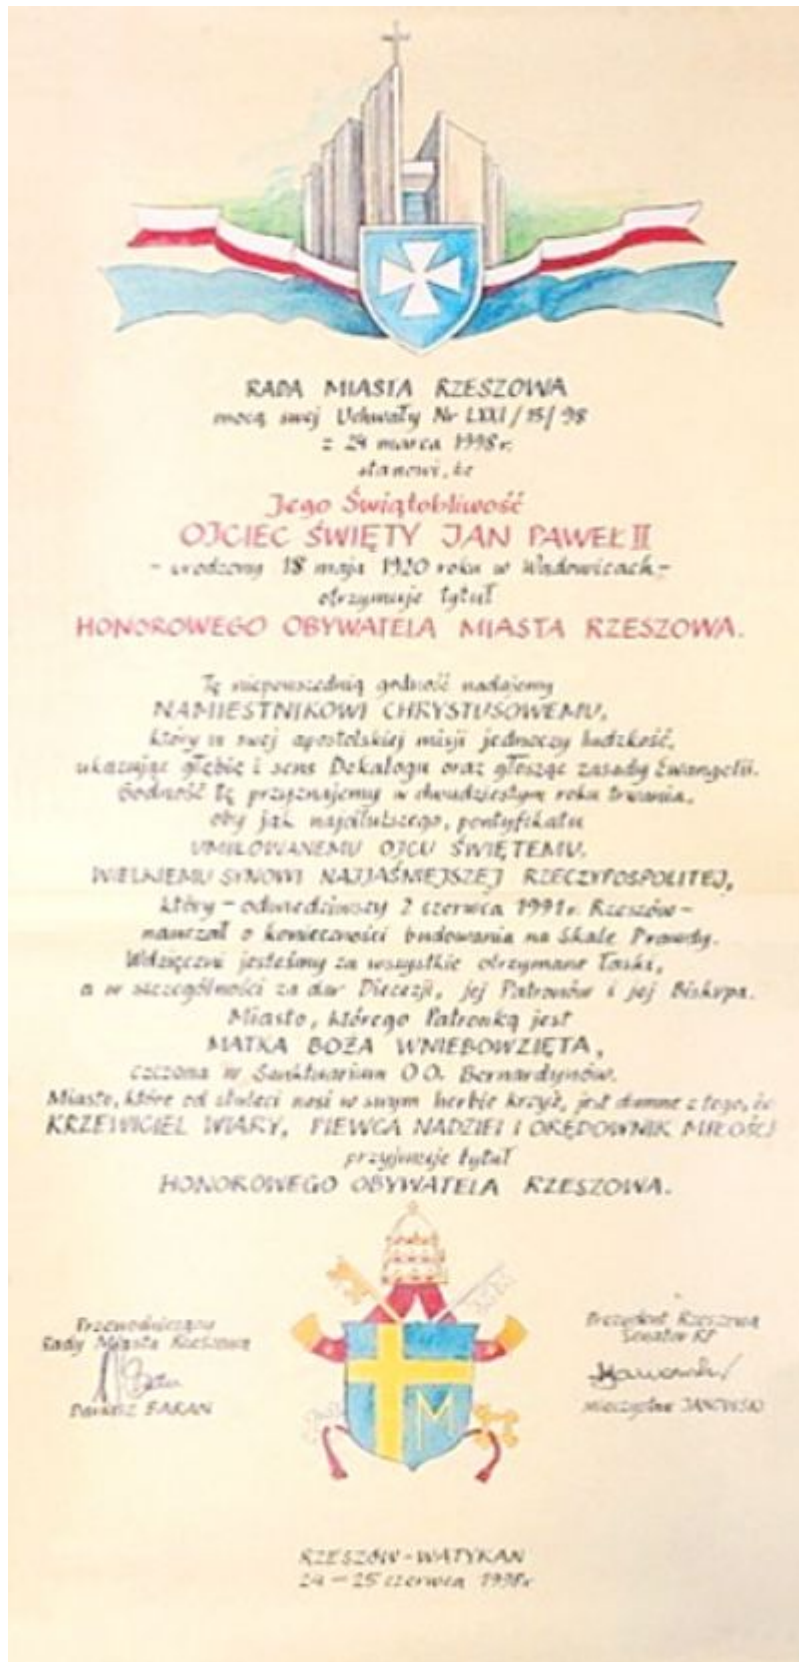 RADA MIASTA RZESZOWA
mocą swej Uchwały Nr LXXI/15/98
z 24 marca 1998 r.
stanowi, że
Jego Świątobliwość
OJCIEC ŚWIĘTY JAN PAWEŁ II
- urodzony 18 maja 1920 roku w Wadowicach -
otrzymuje tytuł
HONOROWEGO OBYWATELA MIASTA RZESZOWA.
Tę niepowszednią godność nadajemy
NAMIESTNIKOWI CHRYSTUSOWEMU,
który w swej apostolskiej misji jednoczy ludzkość,
ukazując głębię i sens Dekalogu oraz głosząc zasady Ewangelii.
Godność tę przyznajemy w dwudziestym roku trwania,
oby jak najdłuższego, pontyfikatu
UMIŁOWANEMU OJCU ŚWIĘTEMU,
WIELKIEMU SYNOWI NAJJAŚNIEJSZEJ RZECZYPOSPOLITEJ,
który - odwiedziwszy 2 czerwca 1991 r. Rzeszów -
nauczał o konieczności budowania na Skale Prawdy.
Wdzięczni jesteśmy za wszystkie otrzymane Łaski,
a w szczególności za dar Diecezji, jej Patronów i jej Biskupa.
Miasto, którego Patronką jest
MATKA BOŻA WNIEBOWZIĘTA,
czczona w Sanktuarium O.O. Bernardynów.
Miasto, które od stuleci nosi w swym herbie krzyż, jest dumne z tego, że
KRZEWICIEL WIARY, PIEWCA NADZIEI I ORĘDOWNIK MIŁOŚCI
przyjmuje tytuł
HONOROWEGO OBYWATELA RZESZOWA.
Przewodniczący
Rady Miasta Rzeszowa
Prezydent Rzeszowa
Senator RP
M
BARAN
Mieczysław JANOWSKI
RZESZÓW - WATYKAN
24 - 25 czerwca 1998 r.